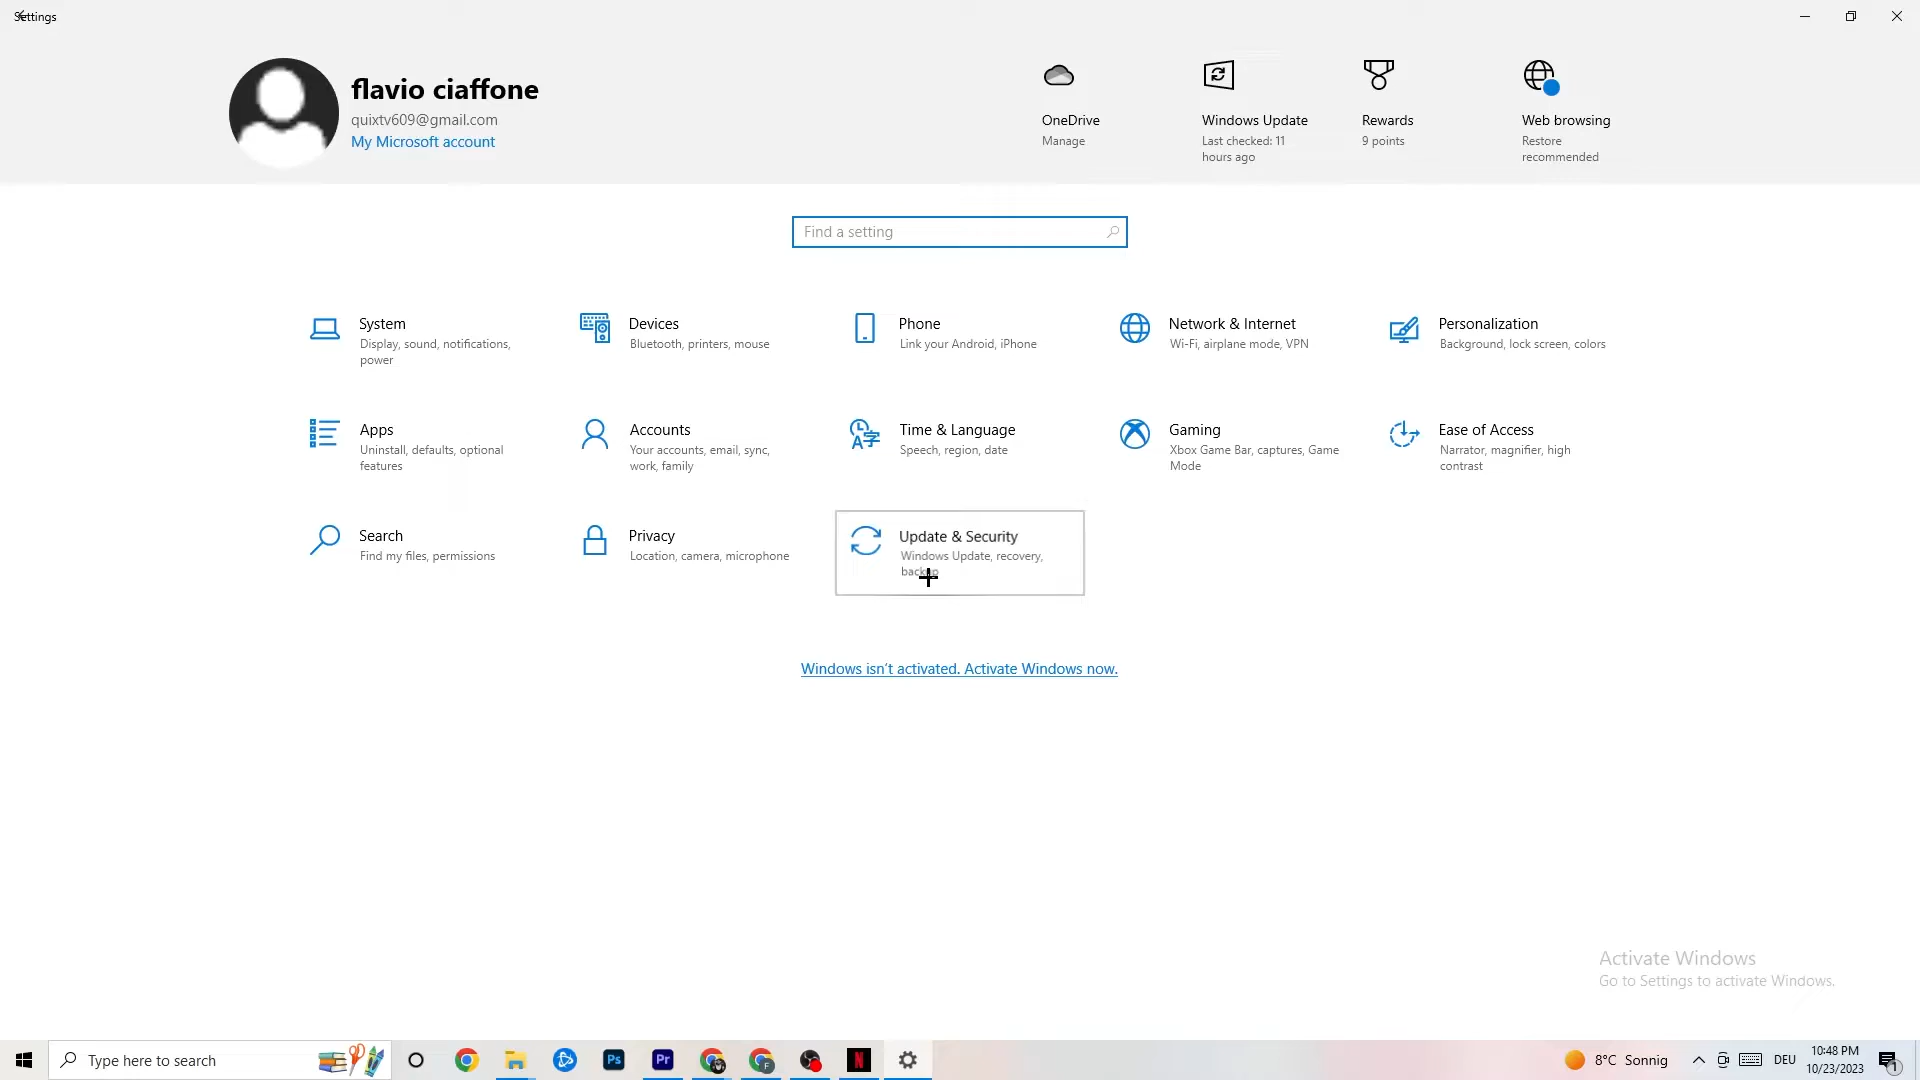 Settings
flavio ciaffone
quixtv609@gmail.com
My Microsoft account
OneDrive
Manage
Windows Update
Last checked: 11
hours ago
Rewards
9 points
Web browsing
Restore
recommended
Find a setting
System
Display, sound, notifications,
power
Devices
Bluetooth, printers, mouse
Phone
Link your Android, iPhone
Network & Internet
Wi-Fi, airplane mode, VPN
Personalization
Background, lock screen, colors
Apps
Uninstall, defaults, optional
features
Accounts
Your accounts, email, sync,
work, family
Time & Language
Speech, region, date
Gaming
Xbox Game Bar, captures, Game
Mode
Ease of Access
Narrator, magnifier, high
contrast
Search
Find my files, permissions
Privacy
Location, camera, microphone
Update & Security
Windows Update, recovery,
backup
Windows isn't activated. Activate Windows now.
Activate Windows
Go to Settings to activate Windows.
Type here to search
Ps
Pr
F
N
8°C Sonnig
DEU
10:48 PM
10/23/2023
1